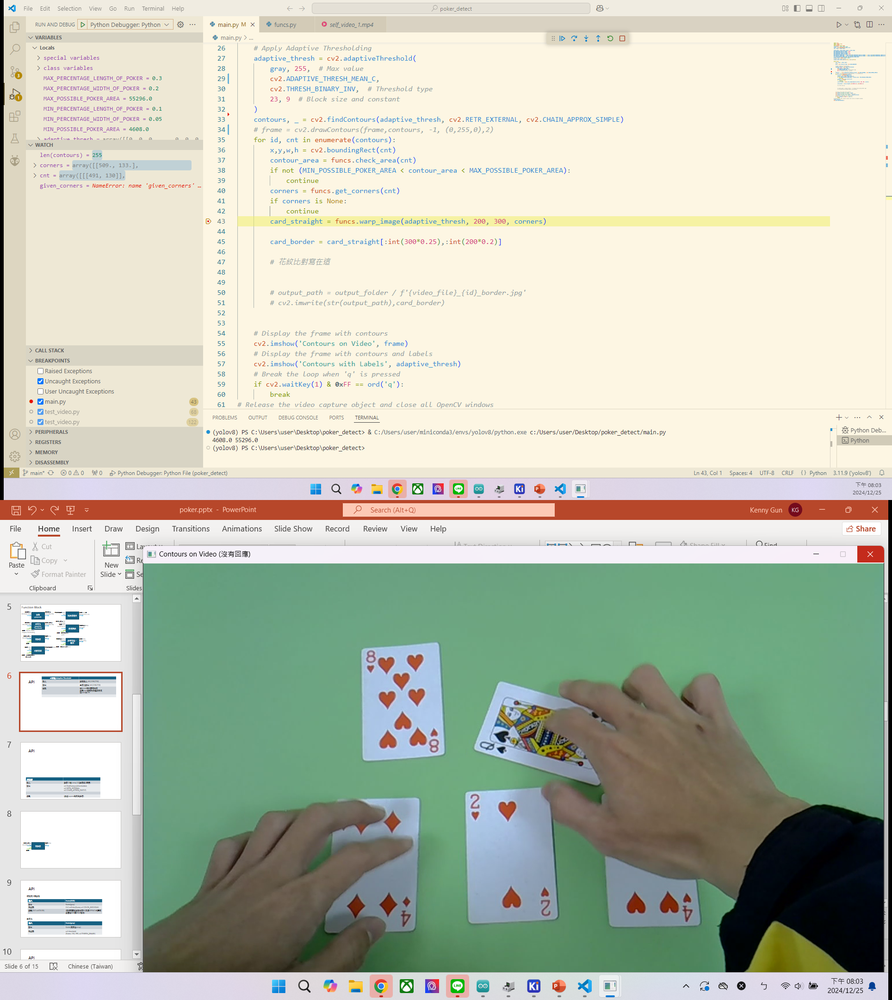 File Edit Selection View Go Run Terminal Help
poker_detect
RUN AND DEBUG Python Debugger: Python
main.py M
funcs.py
self_video_1.mp4
main.py > ...
VARIABLES
Locals
special variables
class variables
MAX_PERCENTAGE_LENGTH_OF_POKER = 0.3
MAX_PERCENTAGE_WIDTH_OF_POKER = 0.2
MAX_POSSIBLE_POKER_AREA = 55296.0
MIN_PERCENTAGE_LENGTH_OF_POKER = 0.1
MIN_PERCENTAGE_WIDTH_OF_POKER = 0.05
MIN_POSSIBLE_POKER_AREA = 4608.0
adaptive_thresh = array([[0, 0, 0, ..., 0, 0, 0
WATCH
len(contours) = 255
corners = array([[509., 133.],
cnt = array([[[491, 130]],
given_corners = NameError: name 'given_corners' …
CALL STACK
BREAKPOINTS
Raised Exceptions
Uncaught Exceptions
User Uncaught Exceptions
main.py 43
test_video.py 68
test_video.py 122
PERIPHERALS
REGISTERS
MEMORY
DISASSEMBLY
26 # Apply Adaptive Thresholding
27 adaptive_thresh = cv2.adaptiveThreshold(
28 gray, 255, # Max value
29 cv2.ADAPTIVE_THRESH_MEAN_C,
30 cv2.THRESH_BINARY_INV, # Threshold type
31 23, 9 # Block size and constant
32 )
33 contours, _ = cv2.findContours(adaptive_thresh, cv2.RETR_EXTERNAL, cv2.CHAIN_APPROX_SIMPLE)
34 # frame = cv2.drawContours(frame,contours, -1, (0,255,0),2)
35 for id, cnt in enumerate(contours):
36 x,y,w,h = cv2.boundingRect(cnt)
37 contour_area = funcs.check_area(cnt)
38 if not (MIN_POSSIBLE_POKER_AREA < contour_area < MAX_POSSIBLE_POKER_AREA):
39 continue
40 corners = funcs.get_corners(cnt)
41 if corners is None:
42 continue
43 card_straight = funcs.warp_image(adaptive_thresh, 200, 300, corners)
44
45 card_border = card_straight[:int(300*0.25),:int(200*0.2)]
46
47 # 花紋比對寫在這
48
49
50 # output_path = output_folder / f'{video_file}_{id}_border.jpg'
51 # cv2.imwrite(str(output_path),card_border)
52
53
54 # Display the frame with contours
55 cv2.imshow('Contours on Video', frame)
56 # Display the frame with contours and labels
57 cv2.imshow('Contours with Labels', adaptive_thresh)
58 # Break the loop when 'q' is pressed
59 if cv2.waitKey(1) & 0xFF == ord('q'):
60 break
61 # Release the video capture object and close all OpenCV windows
PROBLEMS OUTPUT DEBUG CONSOLE PORTS TERMINAL
(yolov8) PS C:\Users\user\Desktop\poker_detect> & C:/Users/user/miniconda3/envs/yolov8/python.exe c:/Users/user/Desktop/poker_detect/main.py
4608.0 55296.0
(yolov8) PS C:\Users\user\Desktop\poker_detect>
Python Deb...
Python
main* 0 0 0 Python Debugger: Python File (poker_detect)
Ln 43, Col 1 Spaces: 4 UTF-8 CRLF Python 3.11.9 ('yolov8')
下午 08:03
2024/12/25
poker.pptx - PowerPoint
Search (Alt+Q)
Kenny Gun KG
File Home Insert Draw Design Transitions Animations Slide Show Record Review View Help
Share
Paste
Cut
Copy
Format Painter
Clipboard
New
Slide
Slides
Shape Fill
Find
Contours on Video (沒有回應)
5
Function Block
6
API
7
API
8
9
API
10
API
8
8
Q
2
2
4
4
Slide 6 of 15 Chinese (Taiwan)
下午 08:03
2024/12/25